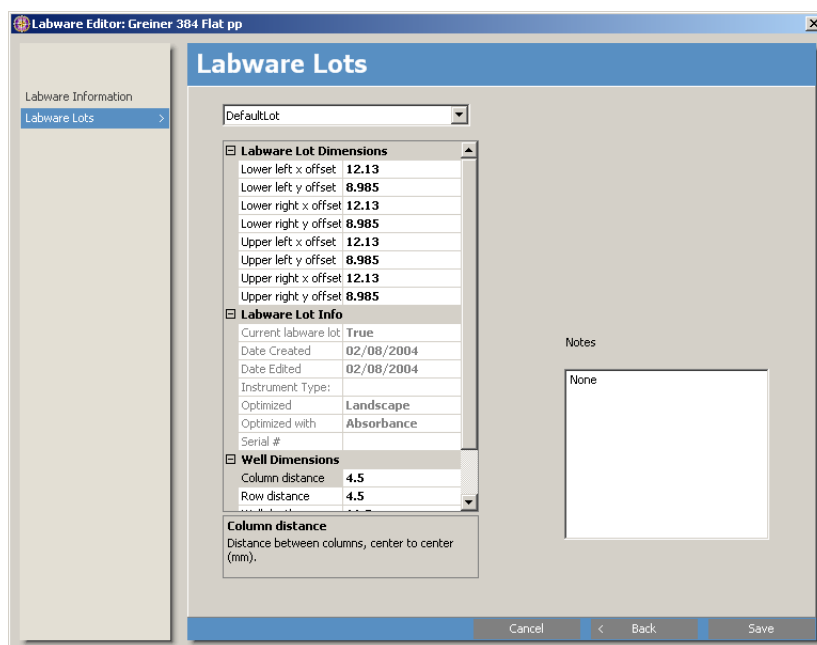 Labware Editor: Greiner 384 Flat pp
Labware Lots
Labware Information
Labware Lots >
DefaultLot
Labware Lot Dimensions
Lower left x offset 12.13
Lower left y offset 8.985
Lower right x offset 12.13
Lower right y offset 8.985
Upper left x offset 12.13
Upper left y offset 8.985
Upper right x offset 12.13
Upper right y offset 8.985
Labware Lot Info
Current labware lot True
Date Created 02/08/2004
Date Edited 02/08/2004
Instrument Type:
Optimized Landscape
Optimized with Absorbance
Serial #
Well Dimensions
Column distance 4.5
Row distance 4.5
Column distance
Distance between columns, center to center
(mm).
Notes
None
Cancel < Back Save